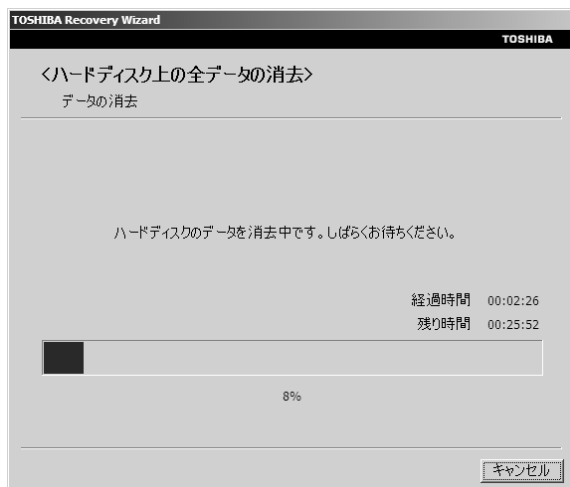 TOSHIBA Recovery Wizard
TOSHIBA
<ハードディスク上の全データの消去>
データの消去
ハードディスクのデータを消去中です。しばらくお待ちください。
経過時間 00:02:26
残り時間 00:25:52
8%
キャンセル